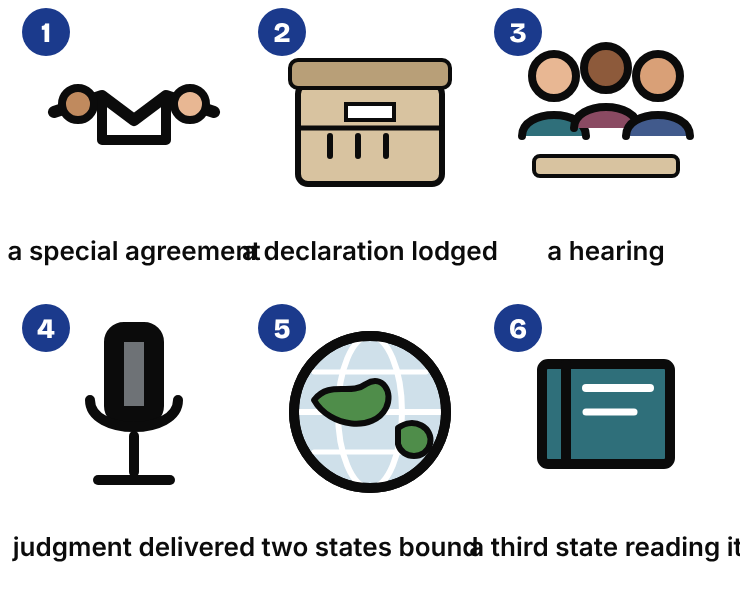 1
2
3
a special agreement
a declaration lodged
a hearing
4
5
6
judgment delivered
two states bound
a third state reading it